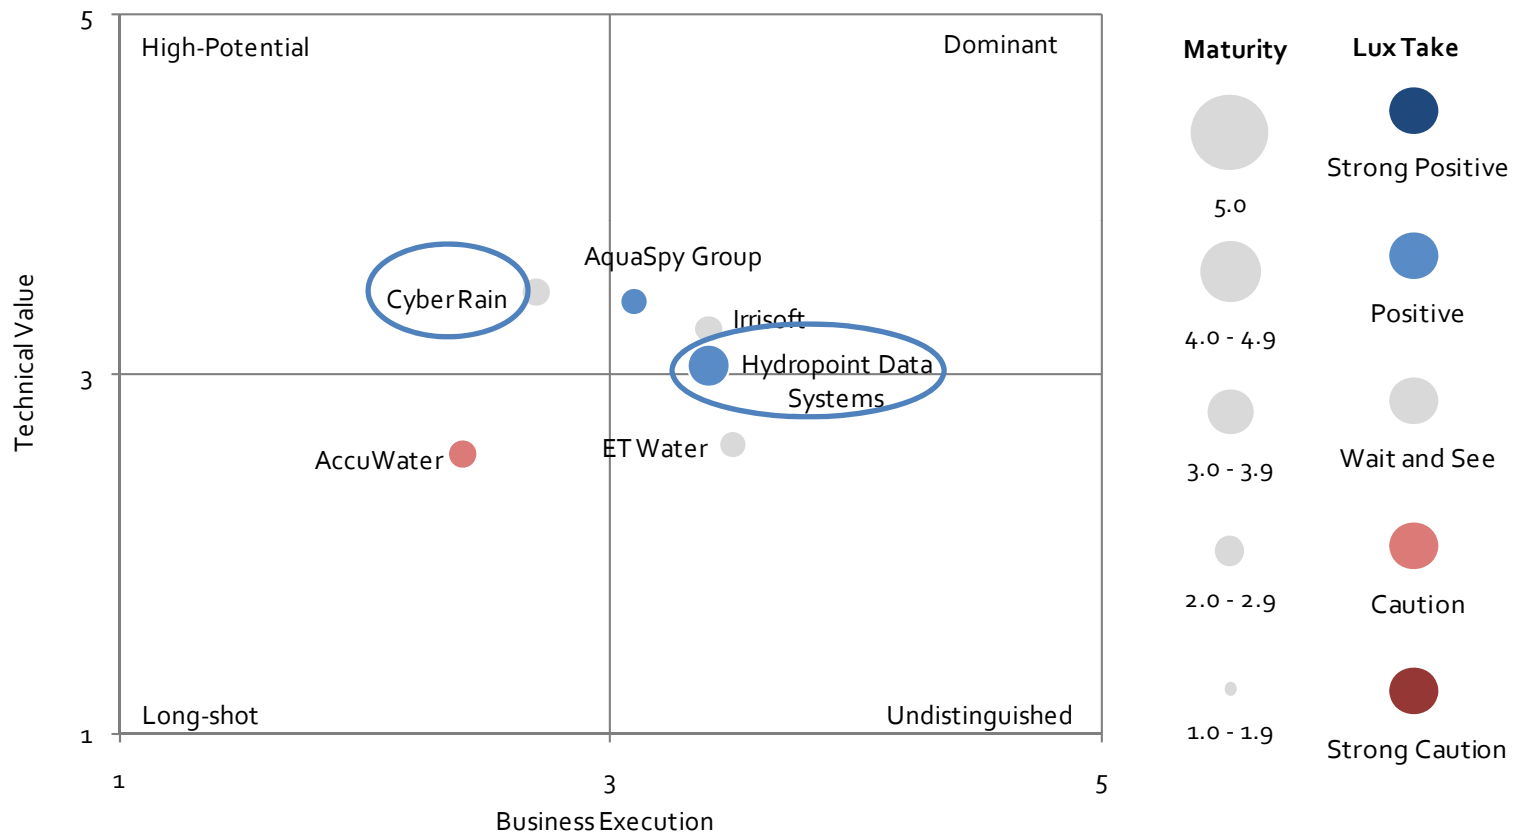 5
High-Potential
Dominant
AquaSpy Group
CyberRain
Irrisoft
Hydropoint Data
Systems
3
ET Water
AccuWater
Long-shot
Undistinguished
1
1
3
5
Technical Value
Business Execution
Maturity
5.0
4.0 - 4.9
3.0 - 3.9
2.0 - 2.9
1.0 - 1.9
Lux Take
Strong Positive
Positive
Wait and See
Caution
Strong Caution